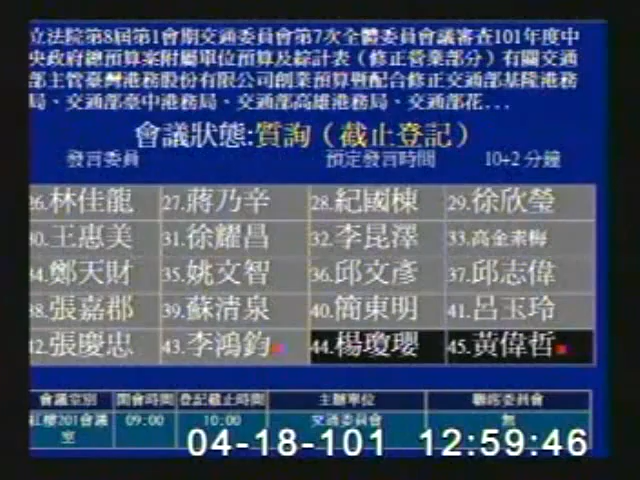 立法院第8屆第1會期交通委員會第7次全體委員會議審查101年度中
央政府總預算案附屬單位預算及綜計表（修正營業部分）有關交通
部主管臺灣港務股份有限公司創業預算暨配合修正交通部基隆港務
局、交通部臺中港務局、交通部高雄港務局、交通部花...
會議狀態:質詢（截止登記）
發言委員 預定發言時間 10+2分鐘
26.林佳龍 27.蔣乃辛 28.紀國棟 29.徐欣瑩
30.王惠美 31.徐耀昌 32.李昆澤 33.高金素梅
34.鄭天財 35.姚文智 36.邱文彥 37.邱志偉
38.張嘉郡 39.蘇清泉 40.簡東明 41.呂玉玲
42.張慶忠 43.李鴻鈞 44.楊瓊瓔 45.黃偉哲
會議室別 開會時間 登記截止時間 主辦單位 聯席委員會
紅樓201會議室 09:00 10:00 交通委員會 無
04-18-101 12:59:46